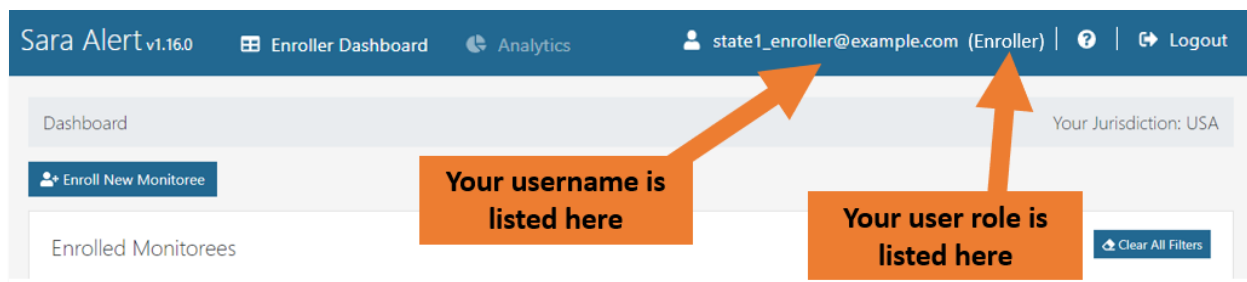 Sara Alert v1.16.0 Enroller Dashboard Analytics state1_enroller@example.com (Enroller) Logout
Dashboard Your Jurisdiction: USA
Enroll New Monitoree
Your username is
listed here
Your user role is
listed here
Enrolled Monitorees
Clear All Filters